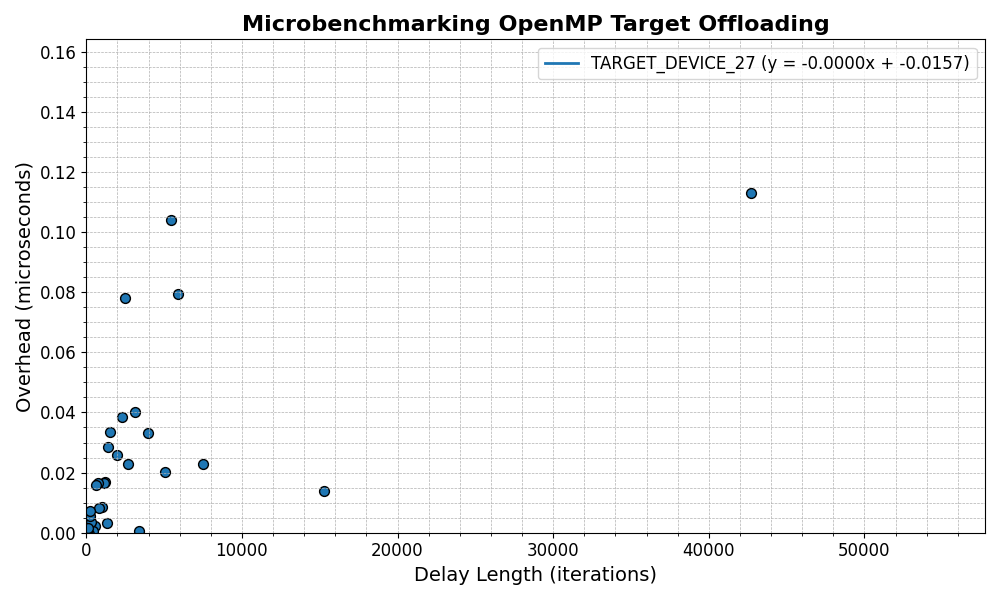 Microbenchmarking OpenMP Target Offloading
TARGET_DEVICE_27 (y = -0.0000x + -0.0157)
Overhead (microseconds)
0.16
0.14
0.12
0.10
0.08
0.06
0.04
0.02
0.00
0 10000 20000 30000 40000 50000
Delay Length (iterations)